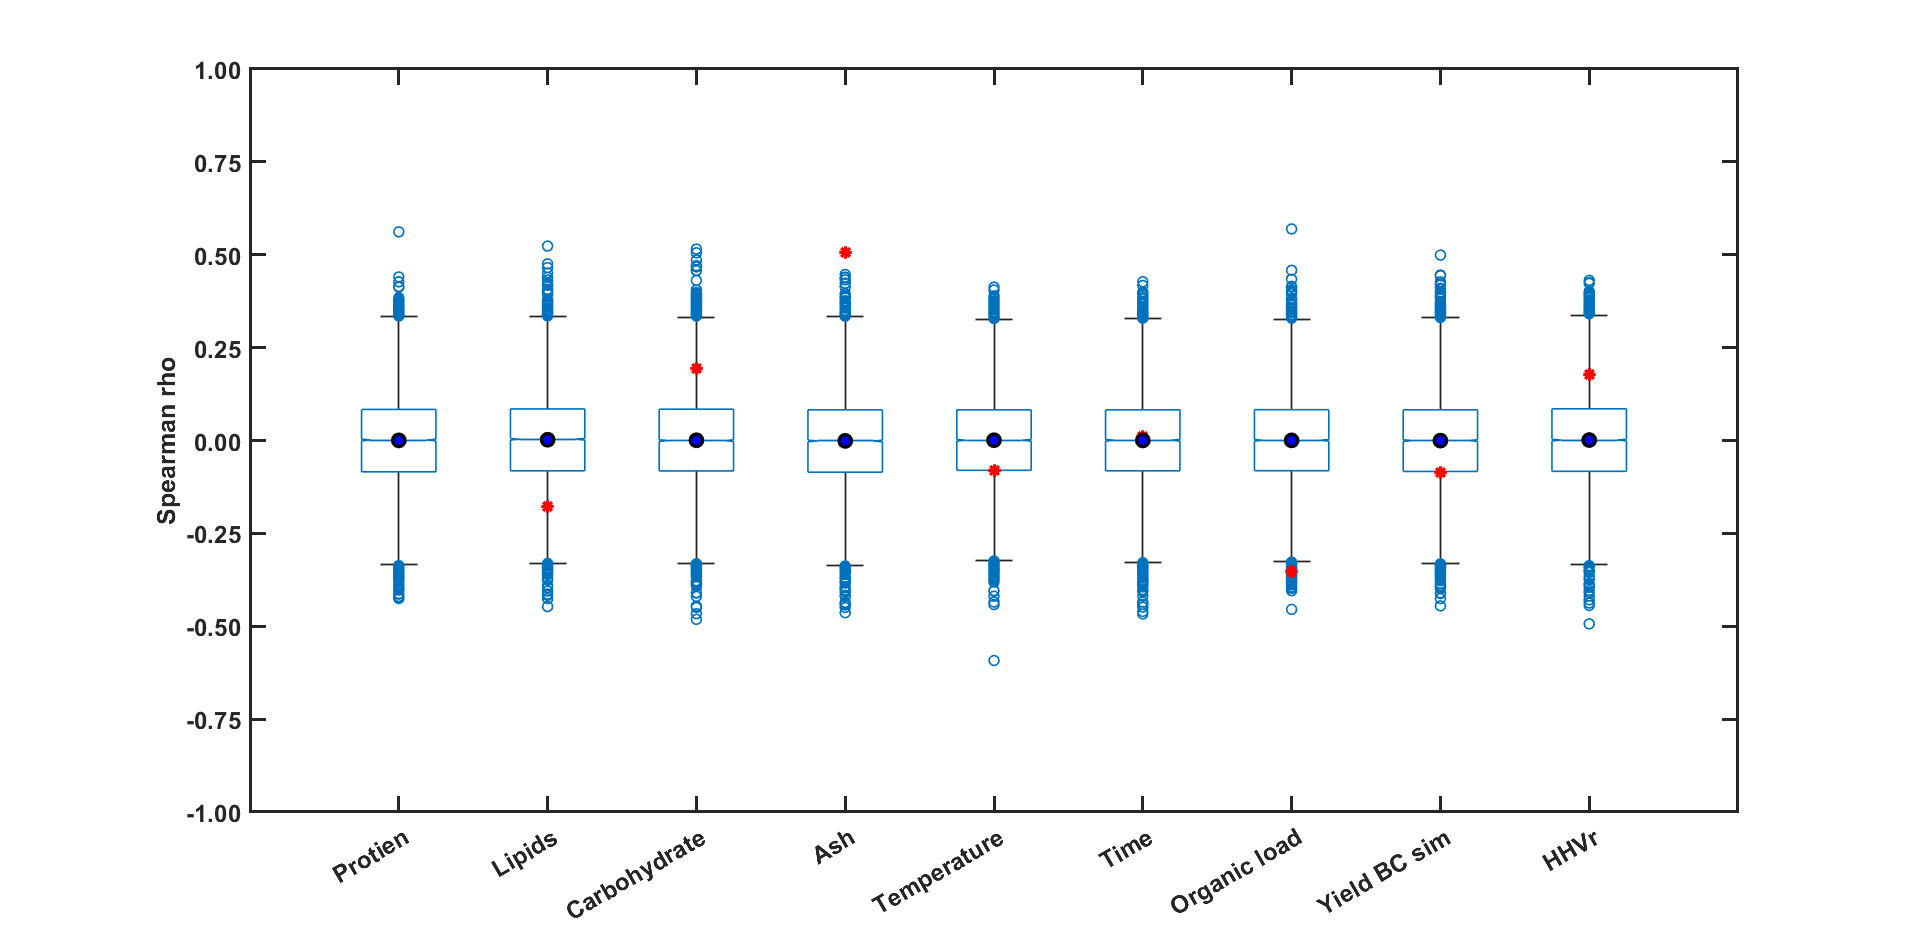 1.00
0.75
0.50
0.25
0.00
-0.25
-0.50
-0.75
-1.00
Spearman rho
Protien
Lipids
Carbohydrate
Ash
Temperature
Time
Organic load
Yield BC sim
HHVr